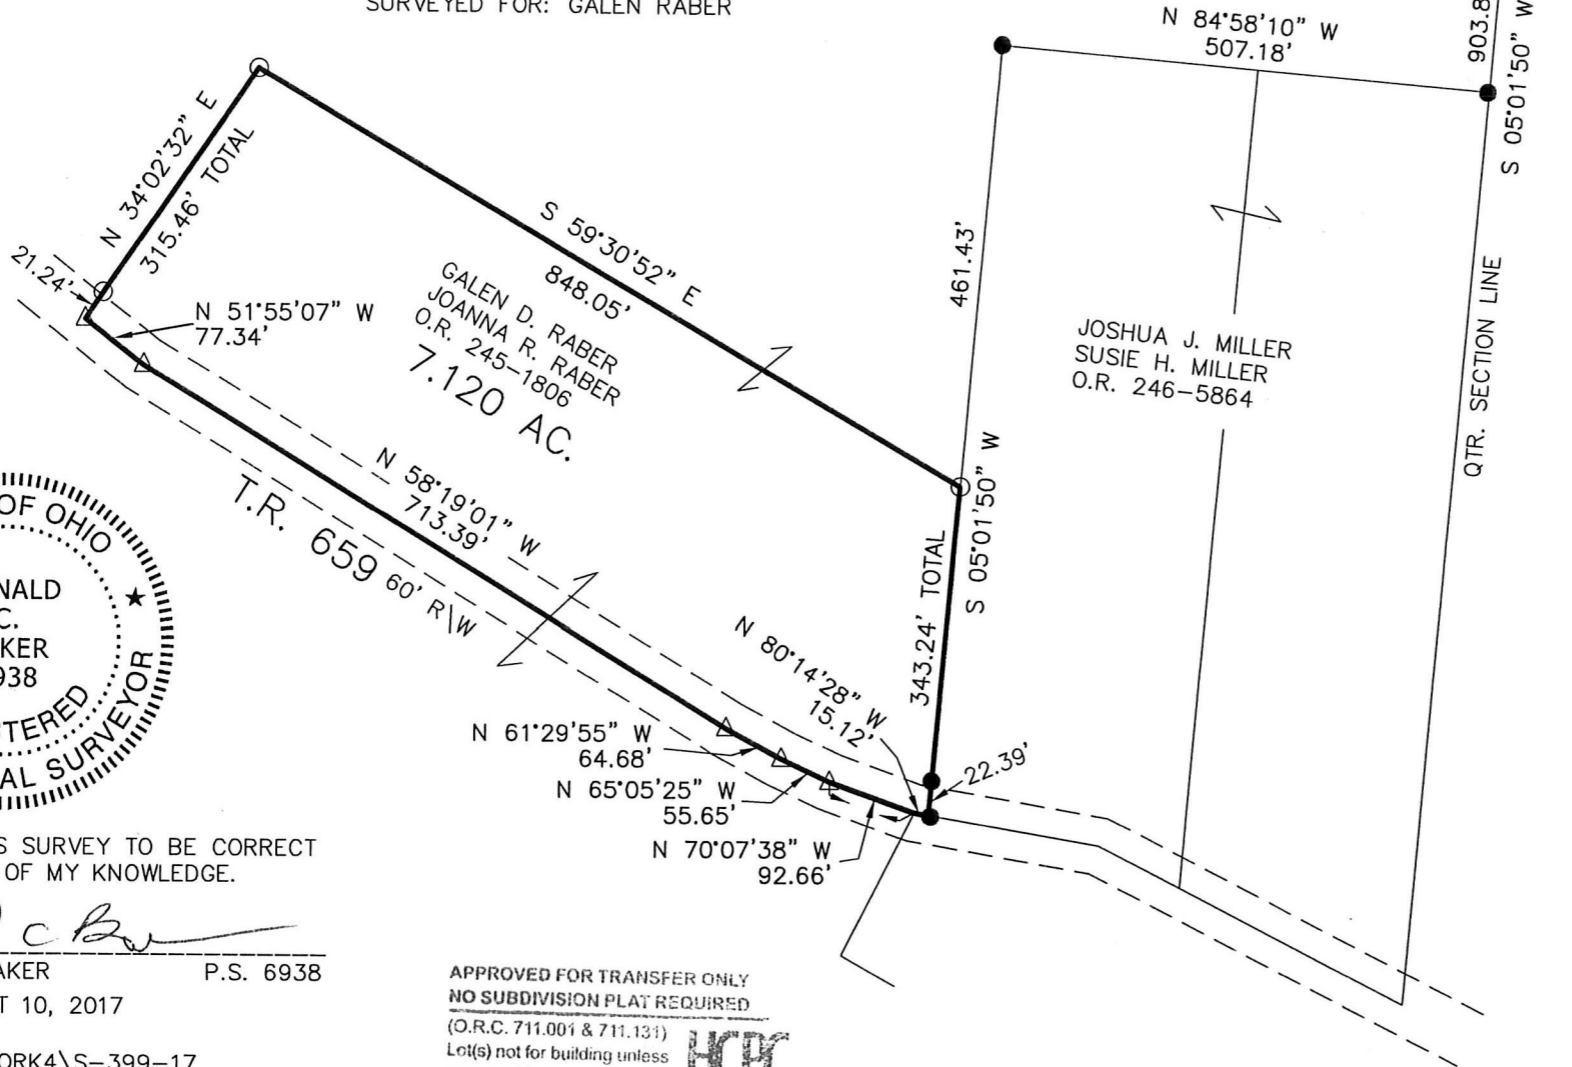 SURVEYED FOR: GALEN RABER
N 84°58'10" W
507.18'
903.8
S 05°01'50" W
N 34°02'32" E
315.46' TOTAL
21.24'
N 51°55'07" W
77.34'
S 59°30'52" E
848.05'
GALEN D. RABER
JOANNA R. RABER
O.R. 245-1806
7.120 AC.
461.43'
JOSHUA J. MILLER
SUSIE H. MILLER
O.R. 246-5864
QTR. SECTION LINE
N 58°19'01" W
713.39'
T.R. 659 60' R\W
S 05°01'50" W
343.24' TOTAL
N 80°14'28" W
15.12'
22.39'
N 61°29'55" W
64.68'
N 65°05'25" W
55.65'
N 70°07'38" W
92.66'
OF OHIO
NALD
C.
KER
938
TERED
AL SURVEYOR
S SURVEY TO BE CORRECT
OF MY KNOWLEDGE.
AKER P.S. 6938
T 10, 2017
ORK4\S-399-17
APPROVED FOR TRANSFER ONLY
NO SUBDIVISION PLAT REQUIRED
(O.R.C. 711.001 & 711.131)
Lot(s) not for building unless
HCPC